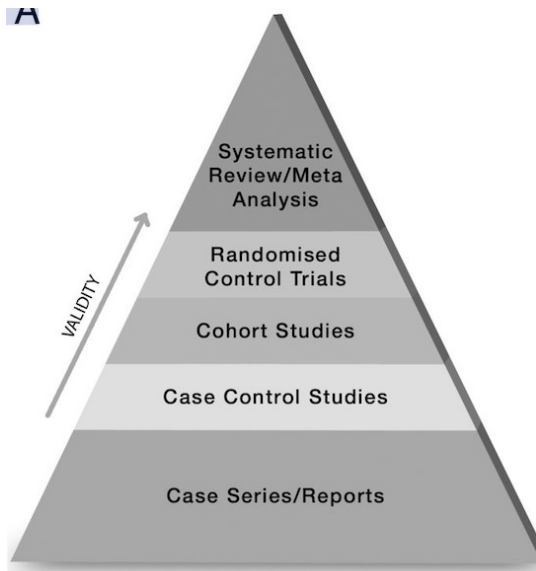 A
Systematic
Review/Meta
Analysis
Randomised
Control Trials
VALIDITY
Cohort Studies
Case Control Studies
Case Series/Reports